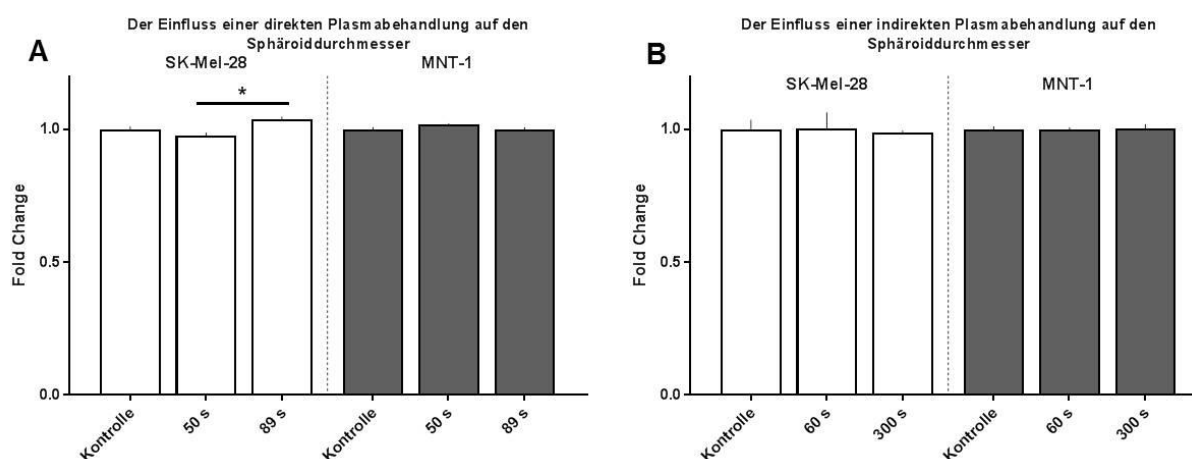 Der Einfluss einer direkten Plasmabehandlung auf den
Sphäroiddurchmesser
A
SK-Mel-28
MNT-1
*
1.0
0.5
0.0
Fold Change
Kontrolle
50 s
89 s
Kontrolle
50 s
89 s
Der Einfluss einer indirekten Plasmabehandlung auf den
Sphäroiddurchmesser
B
SK-Mel-28
MNT-1
1.0
0.5
0.0
Fold Change
Kontrolle
60 s
300 s
Kontrolle
60 s
300 s